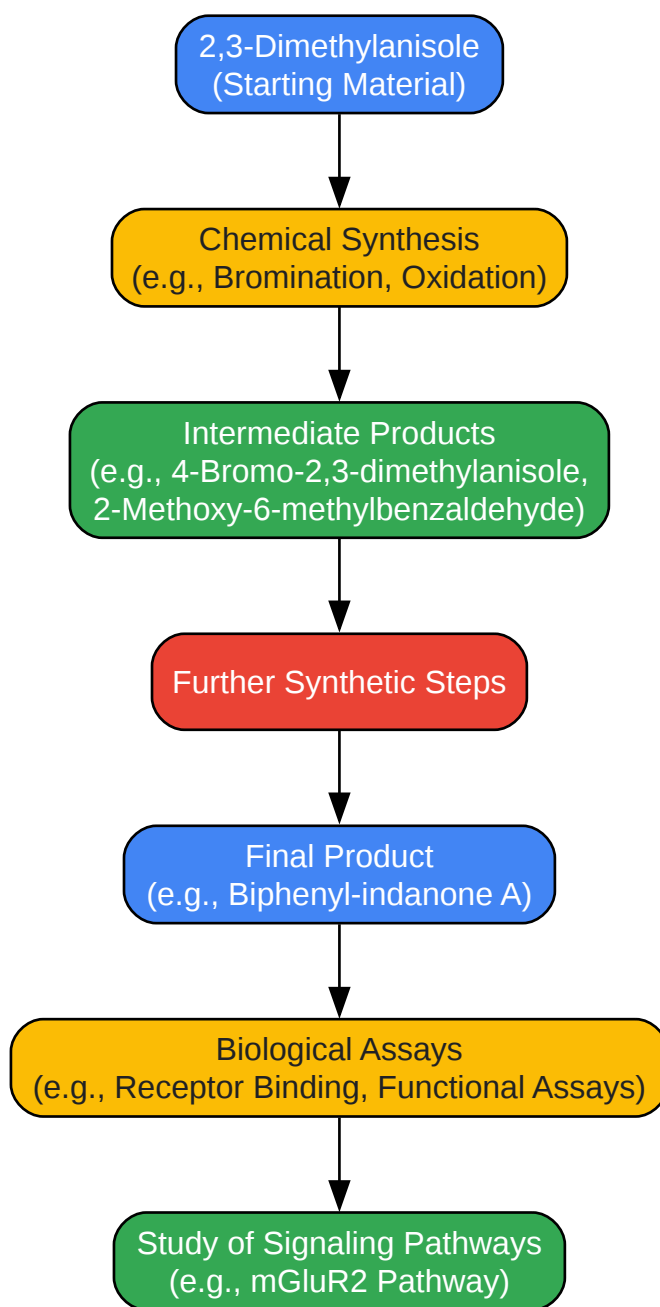 2,3-Dimethylanisole
(Starting Material)
Chemical Synthesis
(e.g., Bromination, Oxidation)
Intermediate Products
(e.g., 4-Bromo-2,3-dimethylanisole,
2-Methoxy-6-methylbenzaldehyde)
Further Synthetic Steps
Final Product
(e.g., Biphenyl-indanone A)
Biological Assays
(e.g., Receptor Binding, Functional Assays)
Study of Signaling Pathways
(e.g., mGluR2 Pathway)